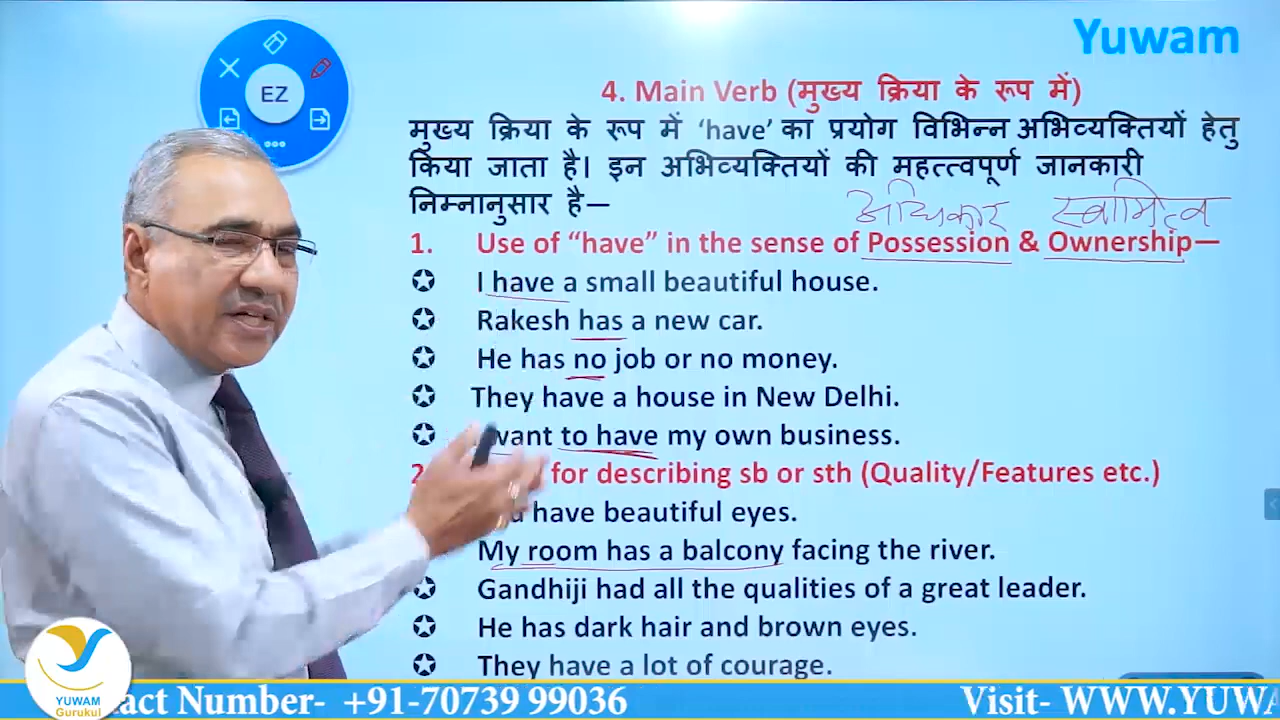 Yuwam
EZ
4. Main Verb (मुख्य क्रिया के रूप में)
मुख्य क्रिया के रूप में ‘have’ का प्रयोग विभिन्न अभिव्यक्तियों हेतु
किया जाता है। इन अभिव्यक्तियों की महत्त्वपूर्ण जानकारी
निम्नानुसार है—
अधिकार स्वामित्व
1. Use of “have” in the sense of Possession & Ownership—
I have a small beautiful house.
Rakesh has a new car.
He has no job or no money.
They have a house in New Delhi.
want to have my own business.
2 for describing sb or sth (Quality/Features etc.)
have beautiful eyes.
My room has a balcony facing the river.
Gandhiji had all the qualities of a great leader.
He has dark hair and brown eyes.
They have a lot of courage.
YUWAM
Gurukul
Number- +91-70739 99036 Visit- WWW.YUWA